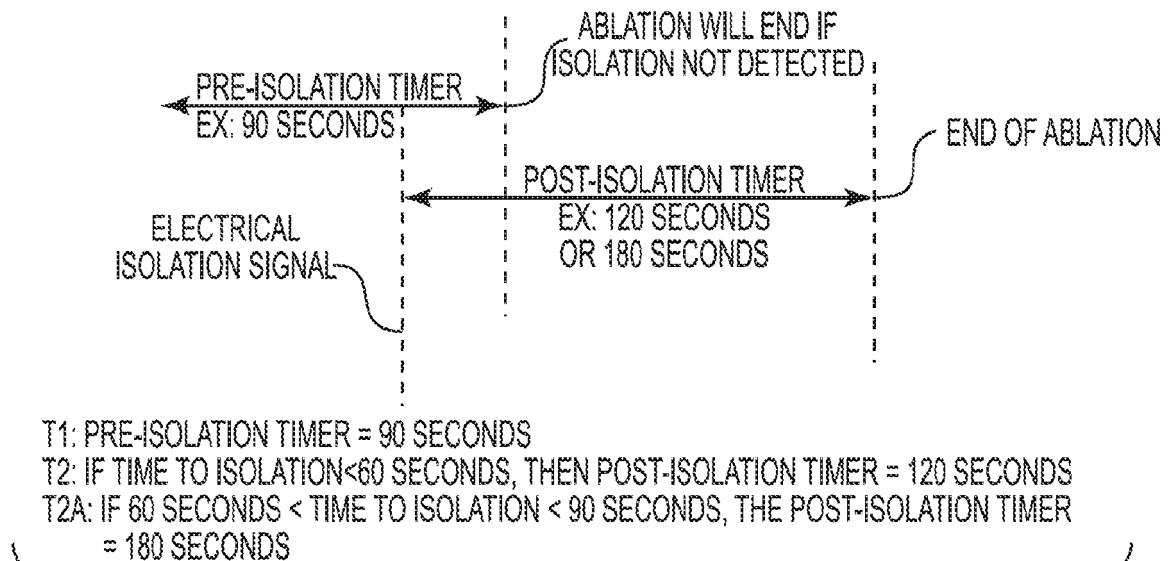 ABLATION WILL END IF
ISOLATION NOT DETECTED
PRE-ISOLATION TIMER
EX: 90 SECONDS
END OF ABLATION
POST-ISOLATION TIMER
EX: 120 SECONDS
OR 180 SECONDS
ELECTRICAL
ISOLATION SIGNAL
T1: PRE-ISOLATION TIMER = 90 SECONDS
T2: IF TIME TO ISOLATION<60 SECONDS, THEN POST-ISOLATION TIMER = 120 SECONDS
T2A: IF 60 SECONDS < TIME TO ISOLATION < 90 SECONDS, THE POST-ISOLATION TIMER
= 180 SECONDS